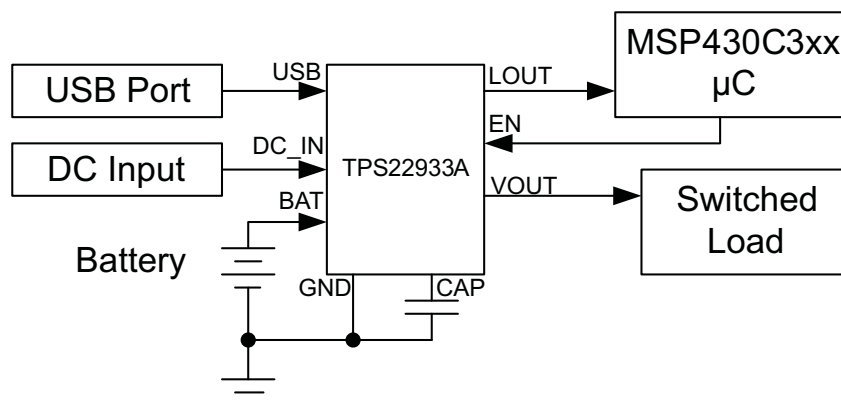 USB Port
DC Input
Battery
USB
DC_IN
BAT
GND
CAP
TPS22933A
LOUT
EN
VOUT
MSP430C3xx
µC
Switched
Load